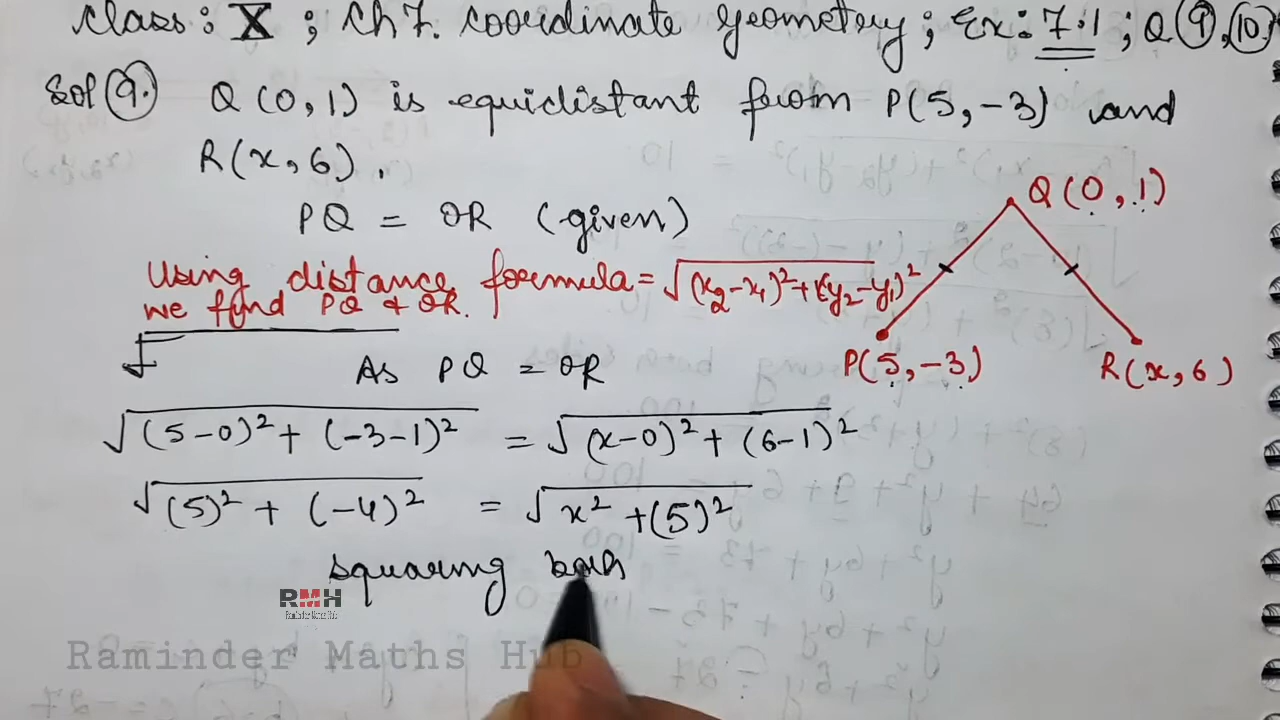 Class: X ; Ch 7. Coordinate geometry ; Ex: 7.1 ; Q 9, 10
Sol 9. Q (0, 1) is equidistant from P(5, -3) and
R(x, 6).
PQ = QR (given)
Using distance formula = √(x₂-x₁)²+(y₂-y₁)²
we find PQ & QR.
Q (0, 1)
P(5, -3)
R(x, 6)
As PQ = QR
√(5-0)² + (-3-1)² = √(x-0)² + (6-1)²
√(5)² + (-4)² = √x² + (5)²
squaring both
RMH
Raminder Maths Hub